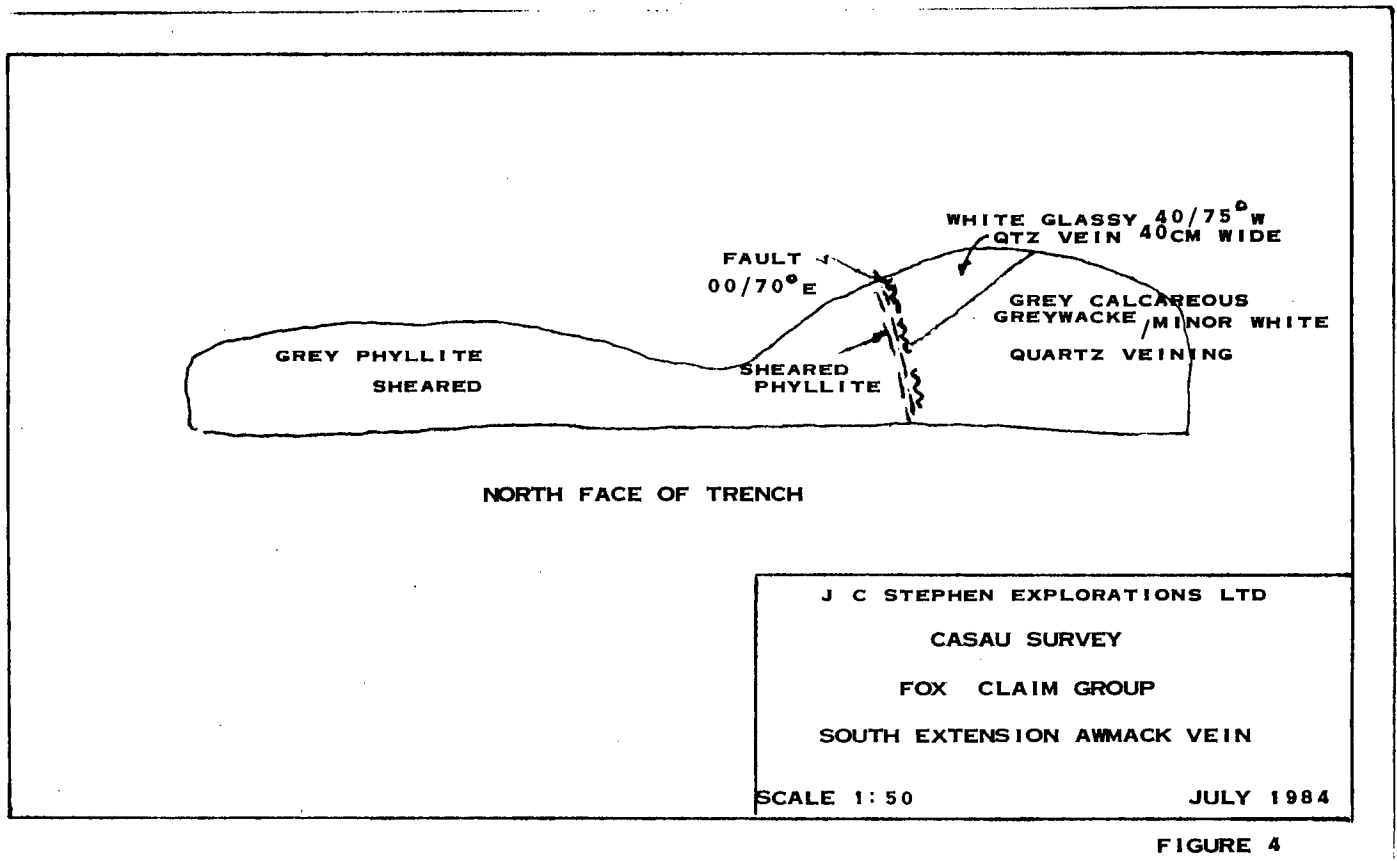 WHITE GLASSY 40/75° W
QTZ VEIN 40CM WIDE
FAULT
00/70° E
GREY CALCAREOUS
GREYWACKE / MINOR WHITE
QUARTZ VEINING
GREY PHYLLITE
SHEARED
SHEARED
PHYLLITE
NORTH FACE OF TRENCH
J C STEPHEN EXPLORATIONS LTD
CASAU SURVEY
FOX CLAIM GROUP
SOUTH EXTENSION AWMACK VEIN
SCALE 1:50 JULY 1984
FIGURE 4